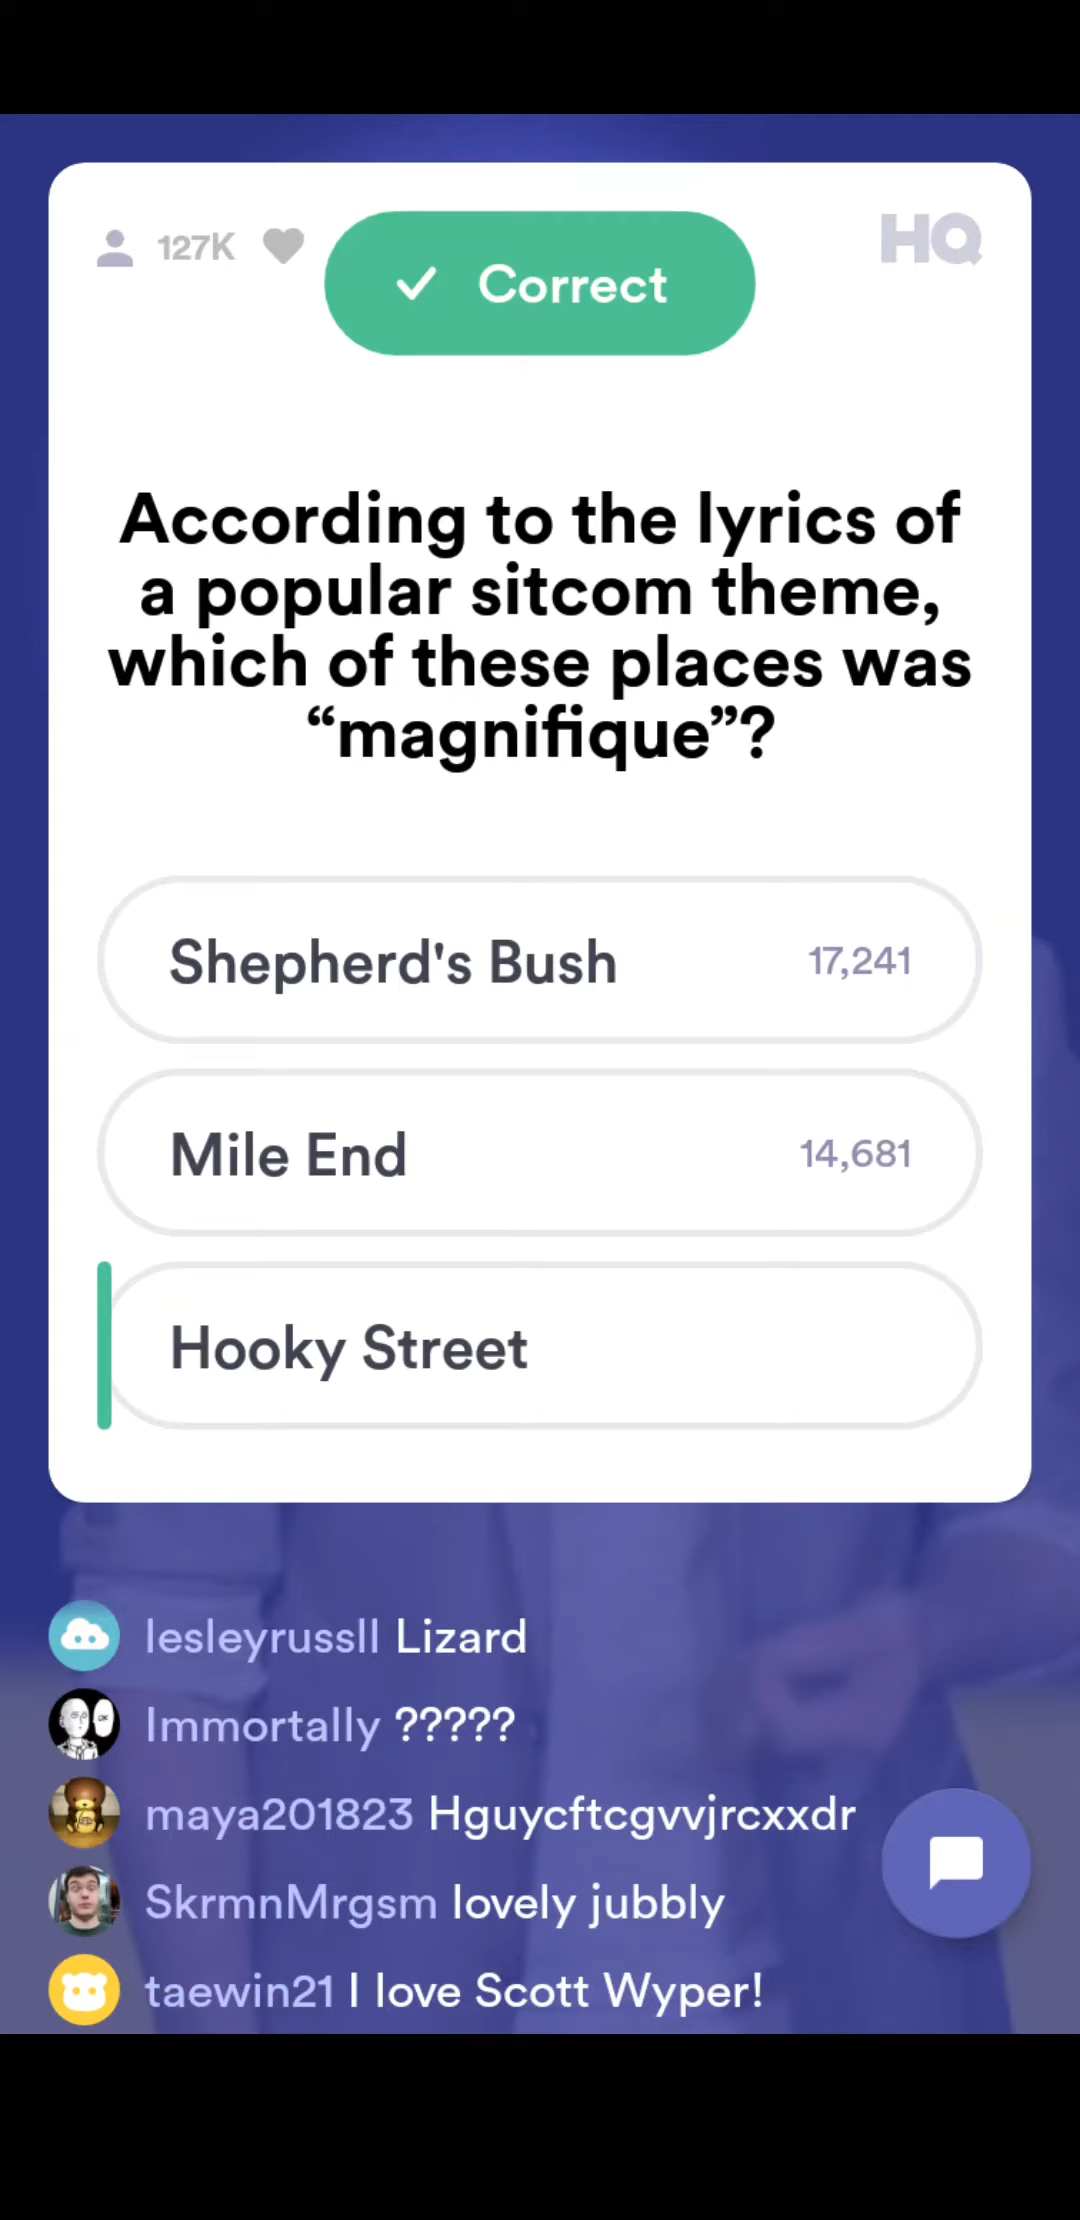 127K
Correct
HQ
According to the lyrics of
a popular sitcom theme,
which of these places was
“magnifique”?
Shepherd's Bush 17,241
Mile End 14,681
Hooky Street
lesleyrussll Lizard
Immortally ?????
maya201823 Hguycftcgvvjrcxxdr
SkrmnMrgsm lovely jubbly
taewin21 I love Scott Wyper!